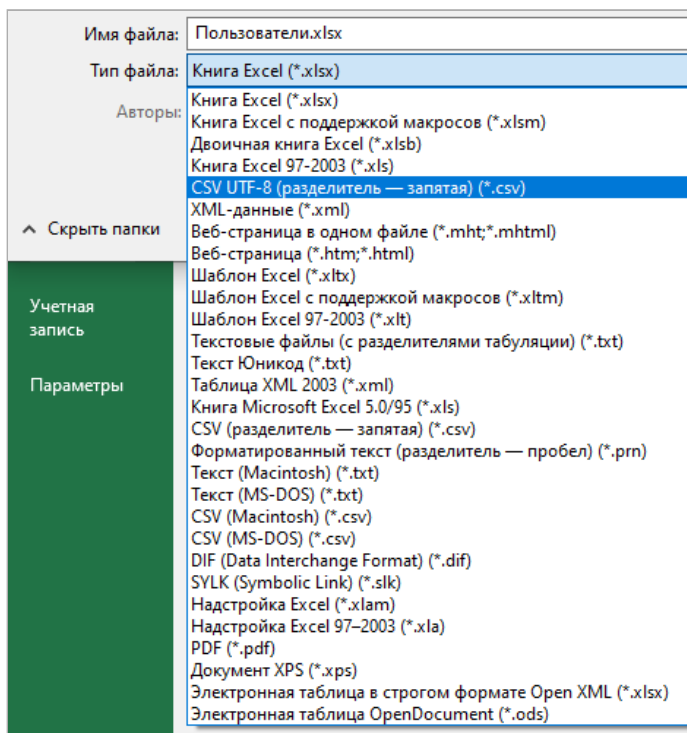 Имя файла: Пользователи.xlsx
Тип файла: Книга Excel (*.xlsx)
Авторы:
Книга Excel (*.xlsx)
Книга Excel с поддержкой макросов (*.xlsm)
Двоичная книга Excel (*.xlsb)
Книга Excel 97-2003 (*.xls)
CSV UTF-8 (разделитель — запятая) (*.csv)
XML-данные (*.xml)
Веб-страница в одном файле (*.mht;*.mhtml)
Веб-страница (*.htm;*.html)
Шаблон Excel (*.xltx)
Шаблон Excel с поддержкой макросов (*.xltm)
Шаблон Excel 97-2003 (*.xlt)
Текстовые файлы (с разделителями табуляции) (*.txt)
Текст Юникод (*.txt)
Таблица XML 2003 (*.xml)
Книга Microsoft Excel 5.0/95 (*.xls)
CSV (разделитель — запятая) (*.csv)
Форматированный текст (разделитель — пробел) (*.prn)
Текст (Macintosh) (*.txt)
Текст (MS-DOS) (*.txt)
CSV (Macintosh) (*.csv)
CSV (MS-DOS) (*.csv)
DIF (Data Interchange Format) (*.dif)
SYLK (Symbolic Link) (*.slk)
Надстройка Excel (*.xlam)
Надстройка Excel 97–2003 (*.xla)
PDF (*.pdf)
Документ XPS (*.xps)
Электронная таблица в строгом формате Open XML (*.xlsx)
Электронная таблица OpenDocument (*.ods)
Скрыть папки
Учетная
запись
Параметры